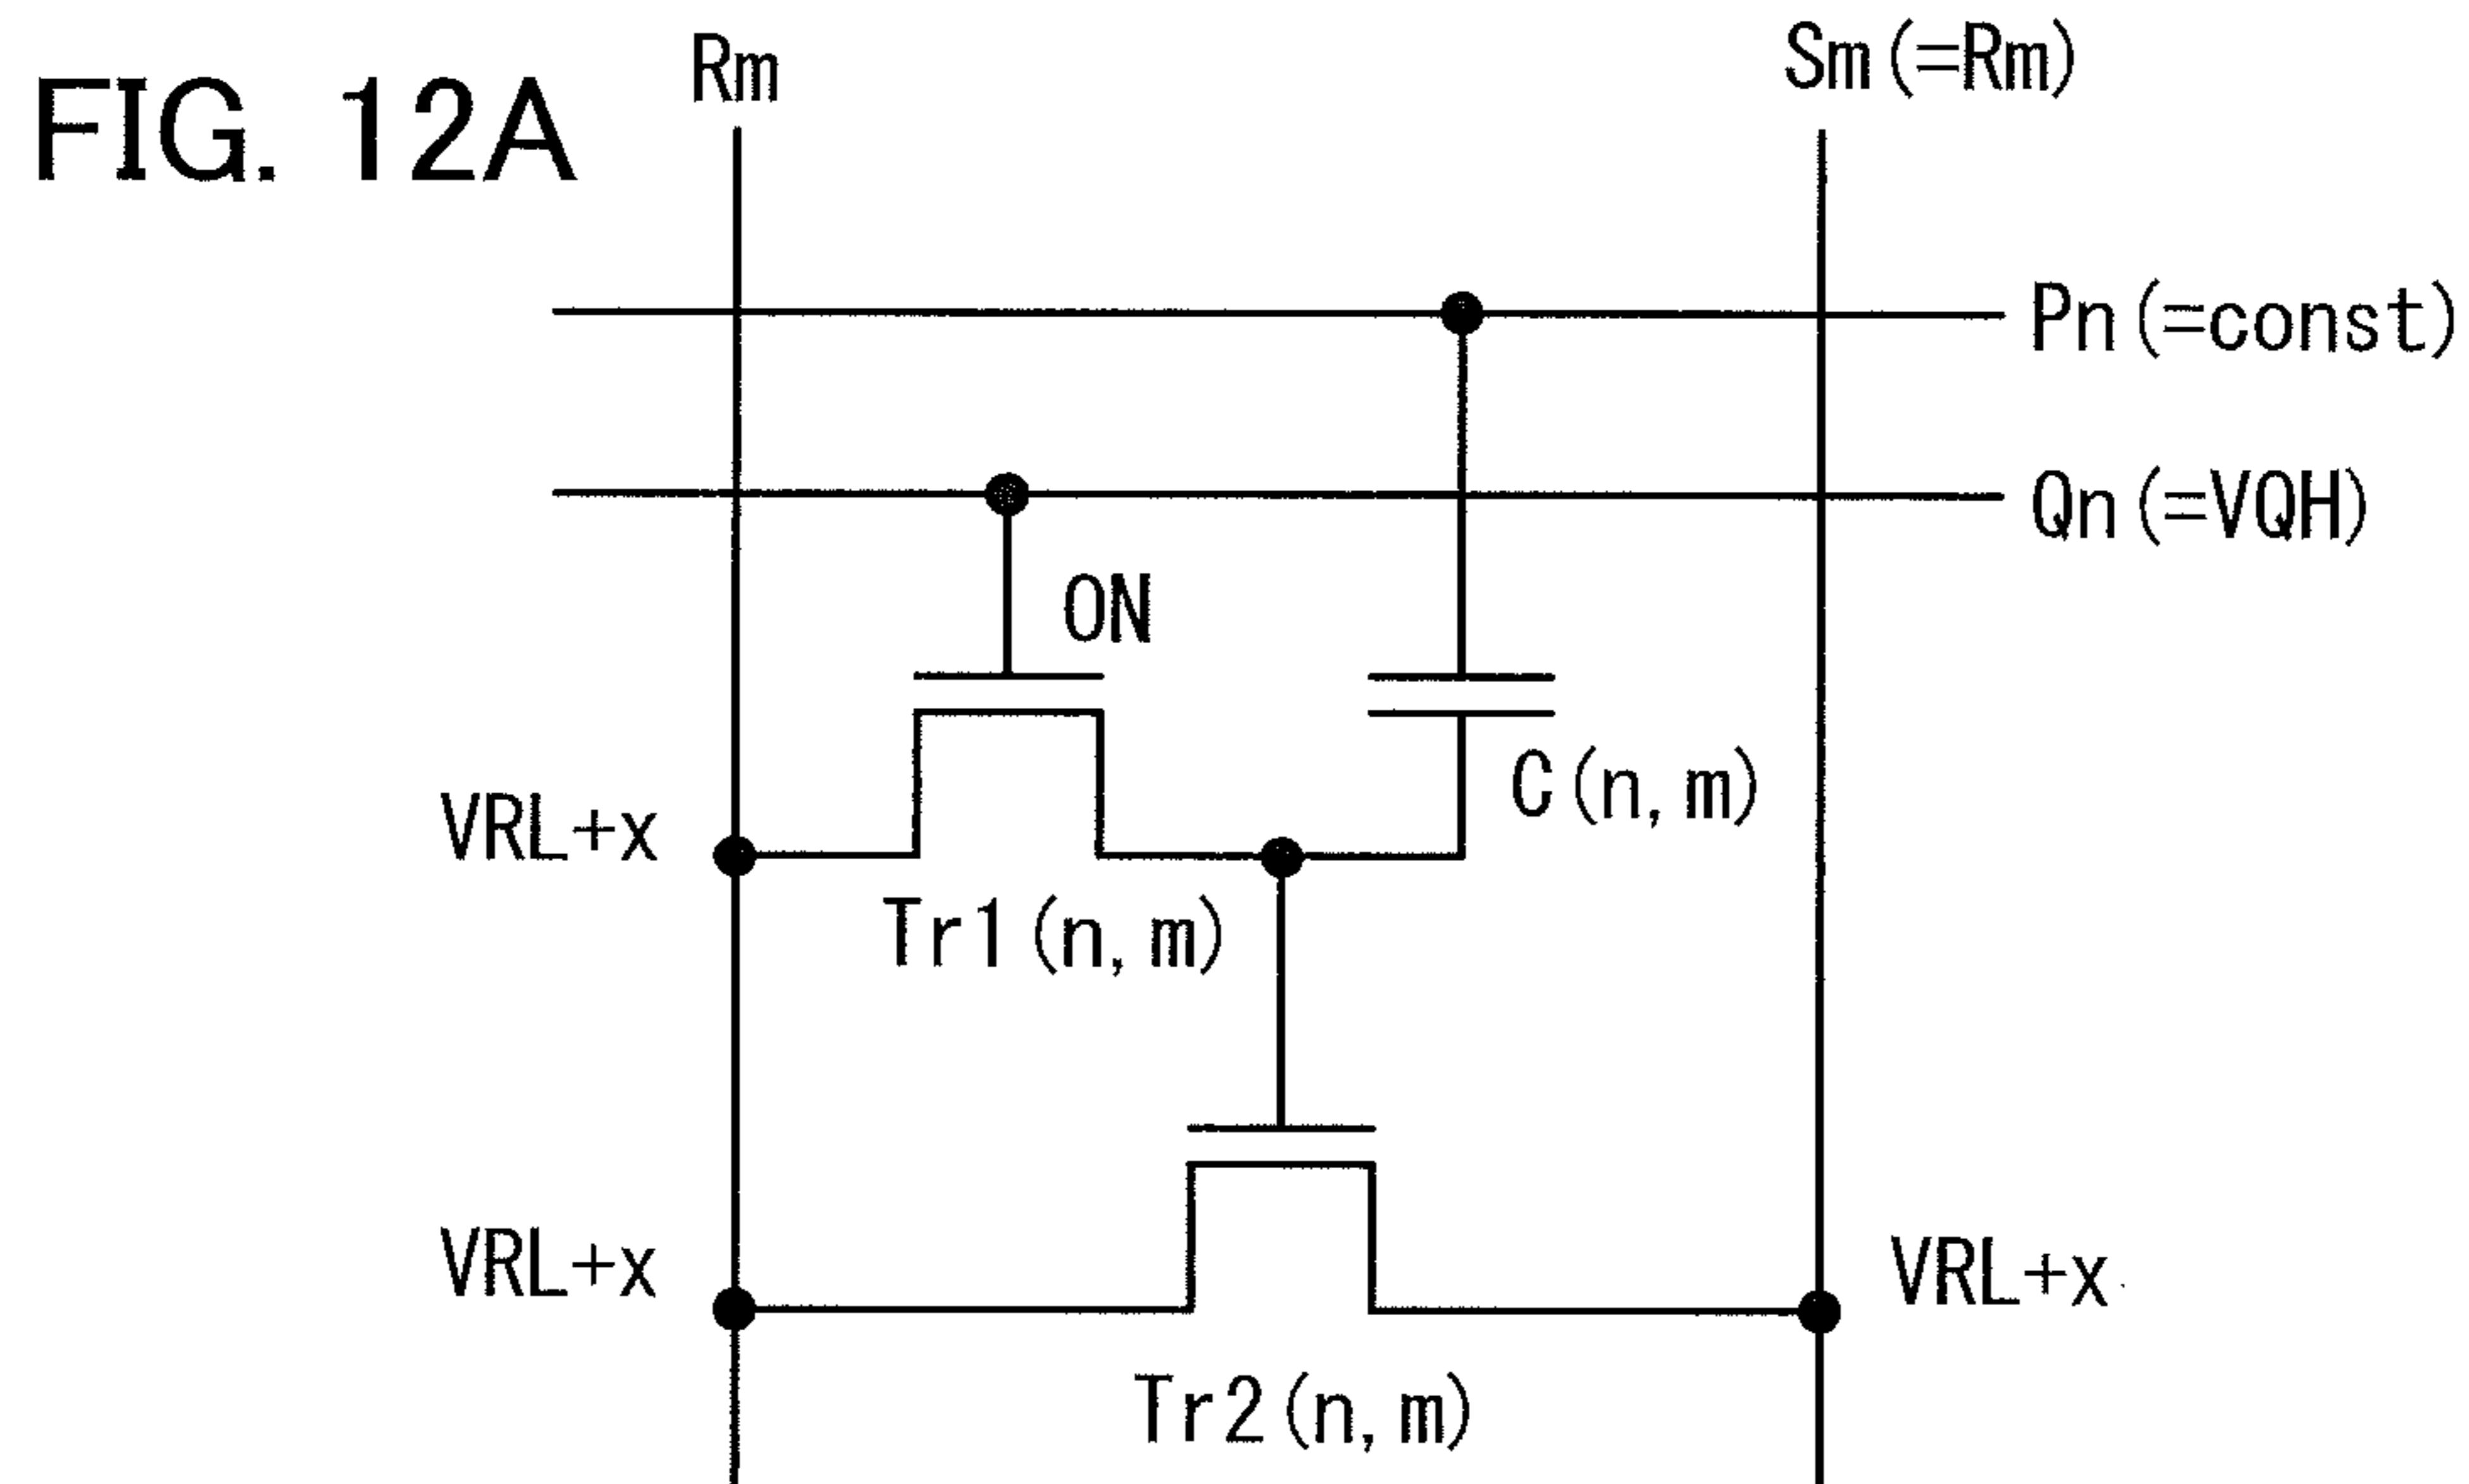 FIG. 12A
Rm
Sm(=Rm)
Pn(=const)
Qn(=VQH)
ON
C(n,m)
VRL+x
Tr1(n,m)
VRL+x
VRL+x
Tr2(n,m)